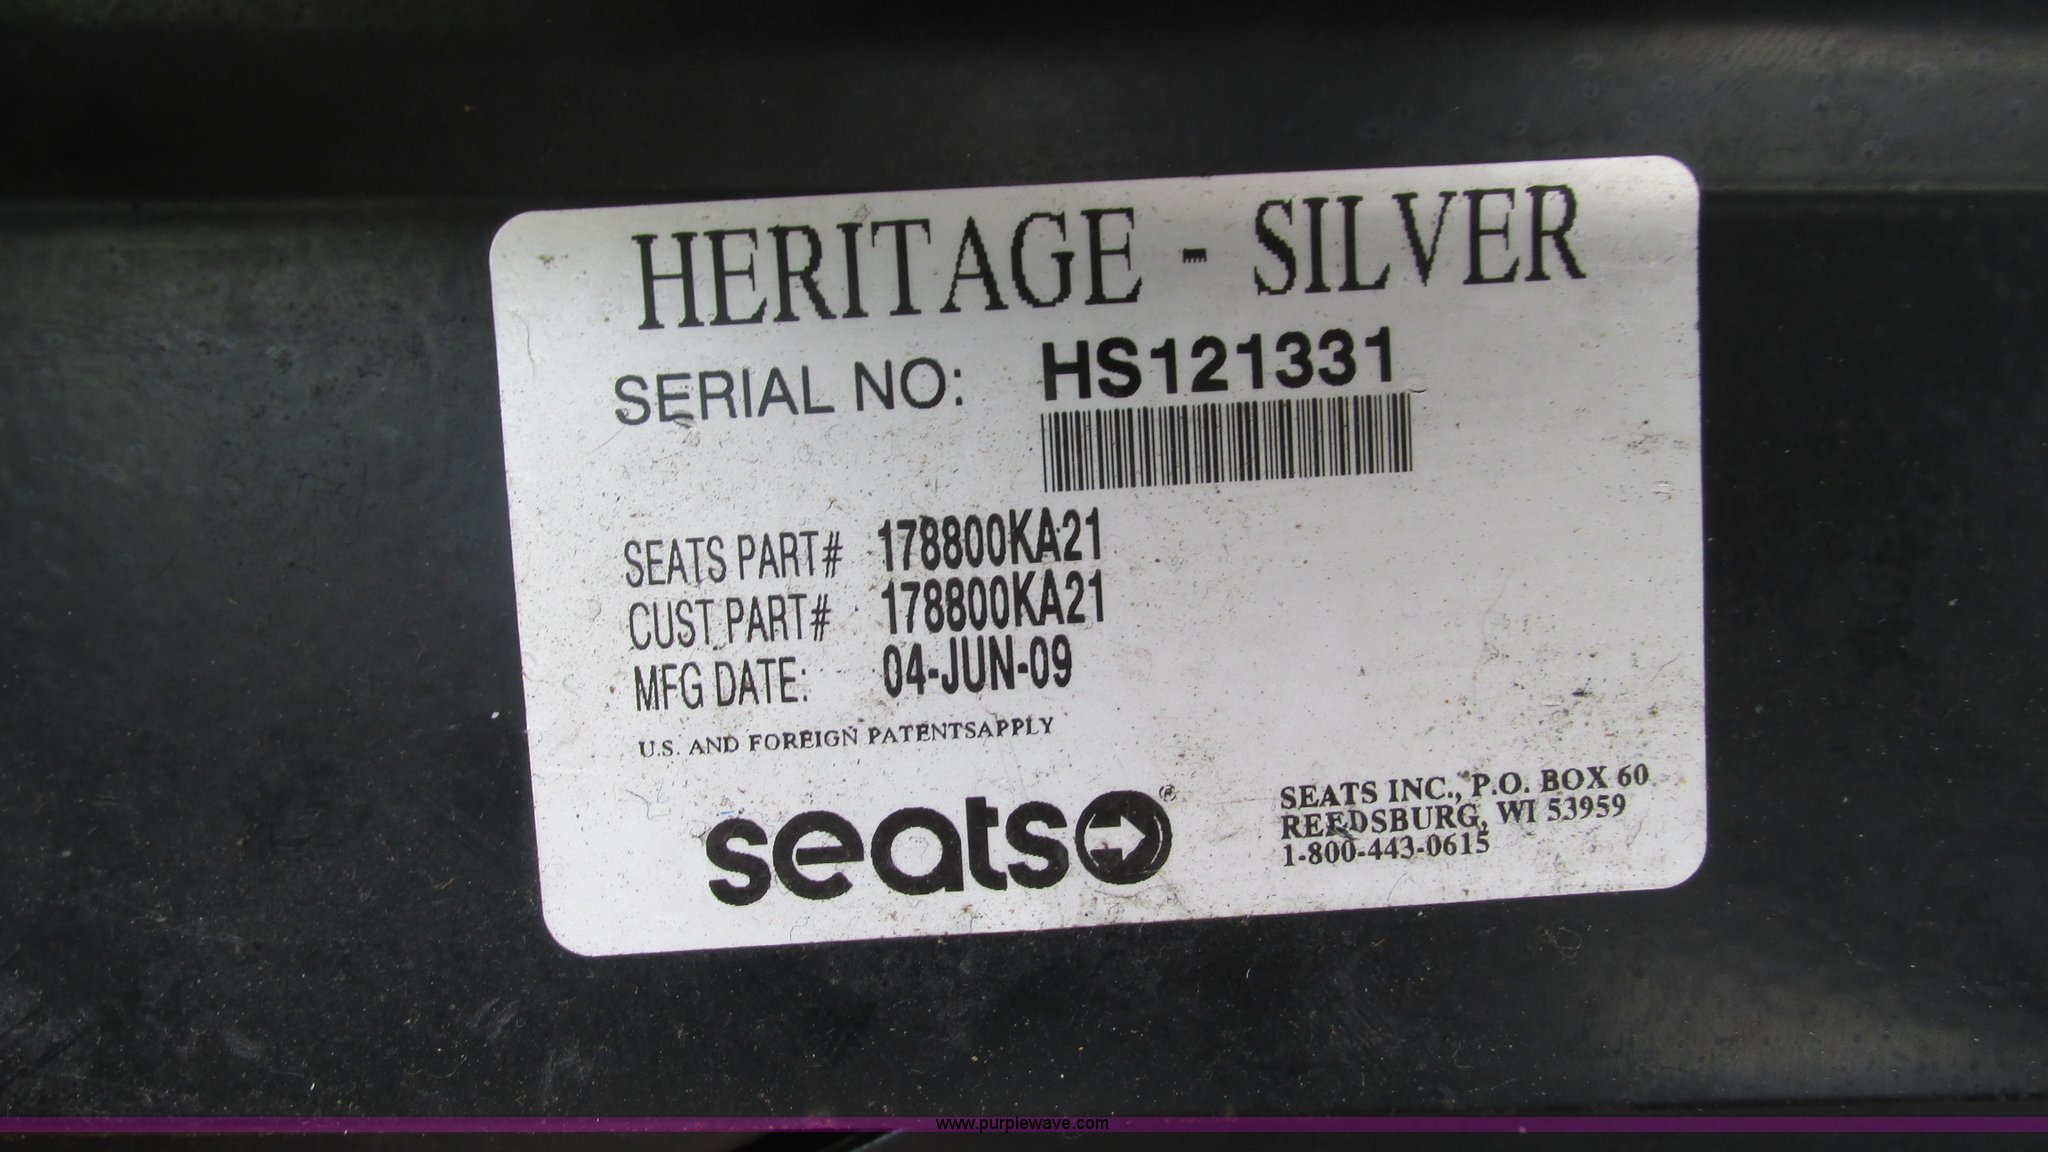 HERITAGE - SILVER
SERIAL NO: HS121331
SEATS PART# 178800KA21
CUST PART# 178800KA21
MFG DATE: 04-JUN-09
U.S. AND FOREIGN PATENTSAPPLY
seats®
SEATS INC., P.O. BOX 60
REEDSBURG, WI 53959
1-800-443-0615
www.purplewave.com